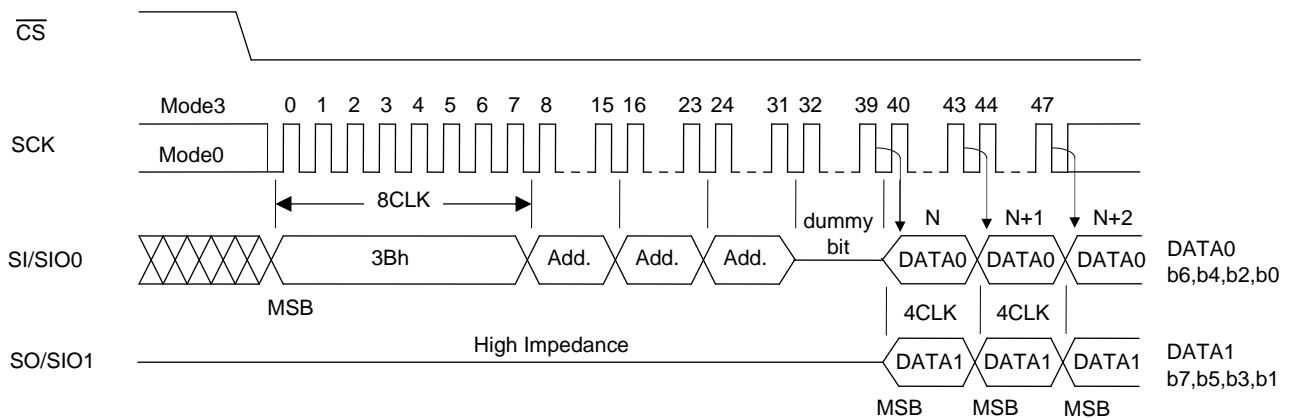 CS
Mode3 0 1 2 3 4 5 6 7 8 15 16 23 24 31 32 39 40 43 44 47
SCK
Mode0
8CLK
dummy
bit
N N+1 N+2
SI/SIO0 3Bh Add. Add. Add. DATA0 DATA0 DATA0
DATA0
b6,b4,b2,b0
MSB
4CLK 4CLK
High Impedance
SO/SIO1 DATA1 DATA1 DATA1
DATA1
b7,b5,b3,b1
MSB MSB MSB